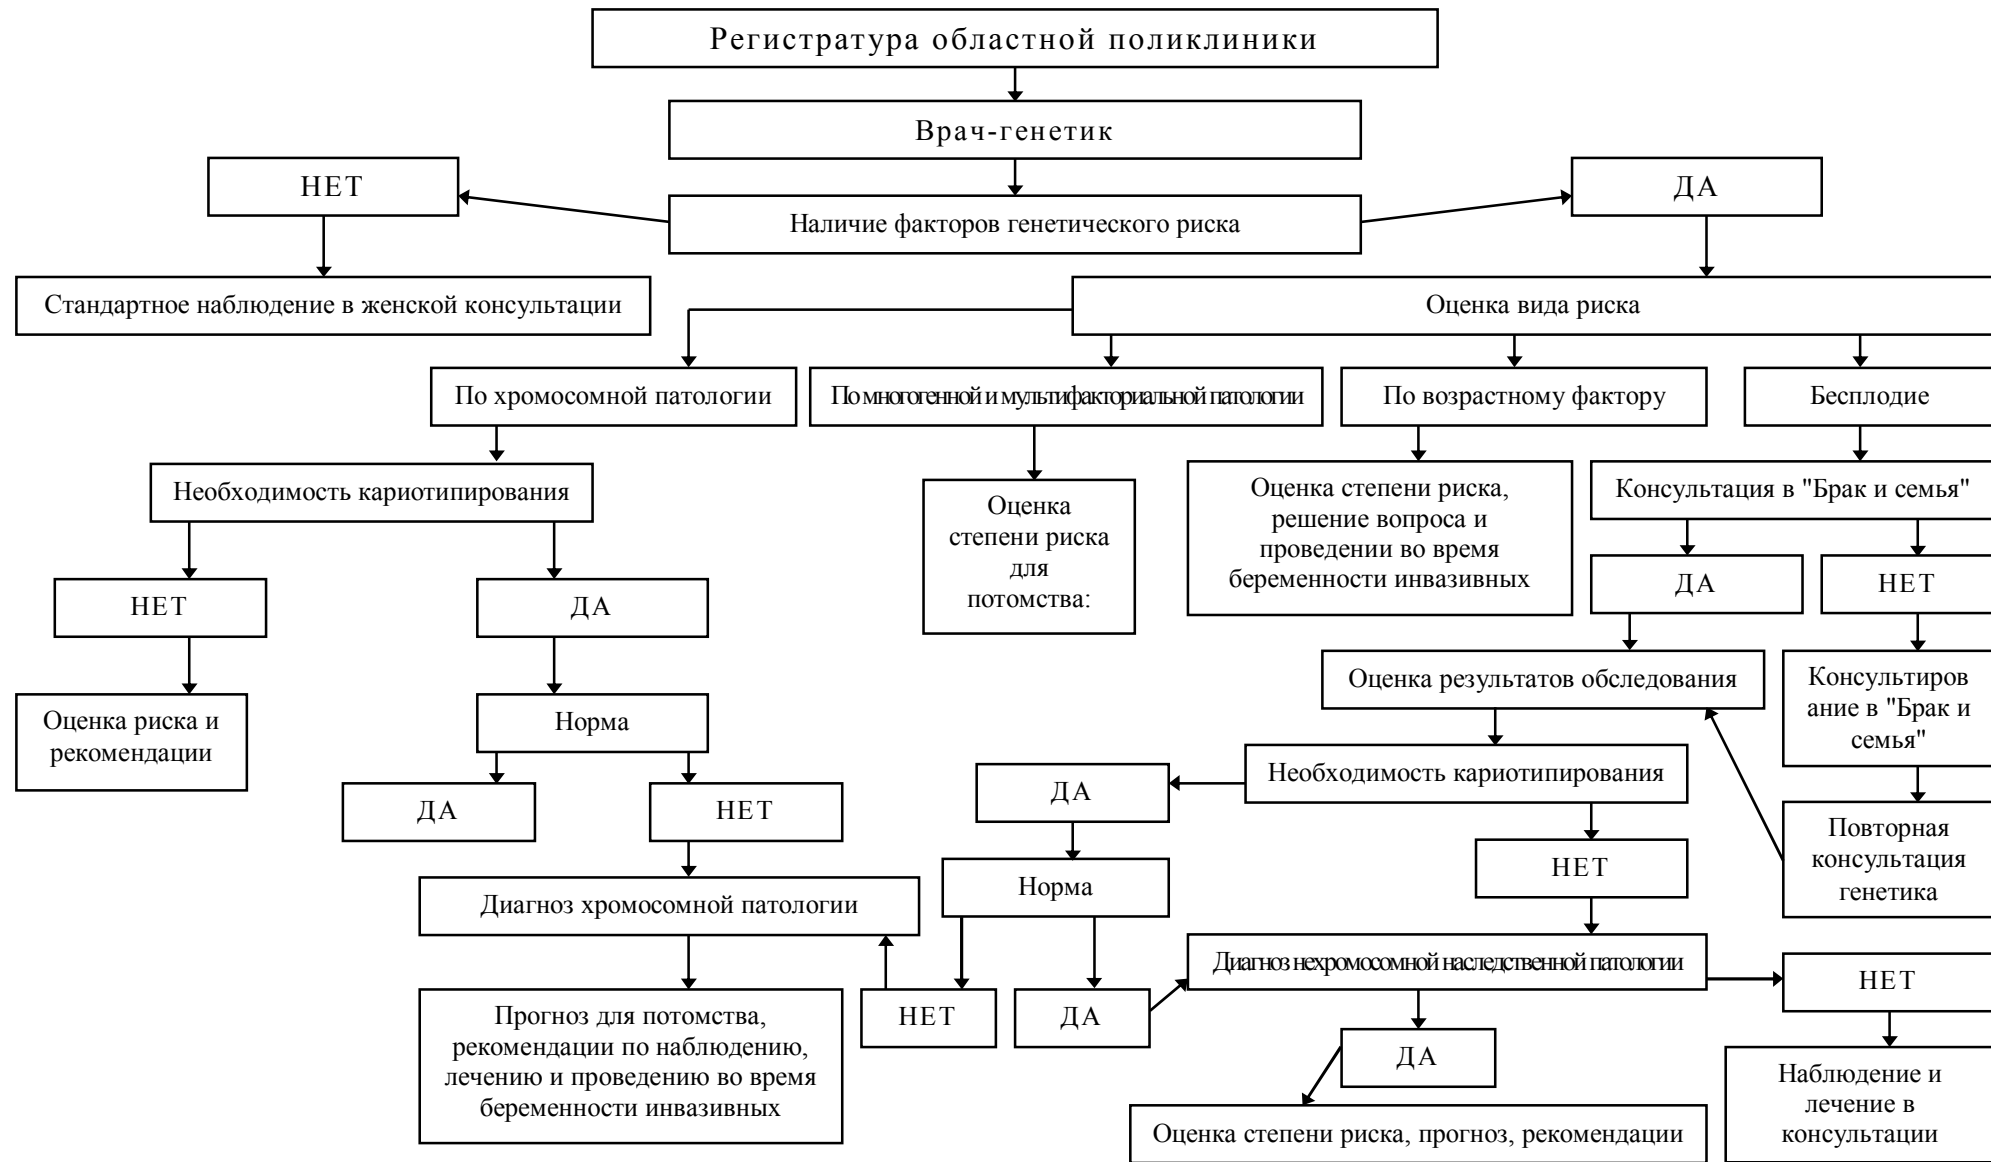 Регистратура областной поликлиники
Врач-генетик
НЕТ
ДА
Наличие факторов генетического риска
Стандартное наблюдение в женской консультации
Оценка вида риска
По хромосомной патологии
По многогенной и мультифакториальной патологии
По возрастному фактору
Бесплодие
Необходимость кариотипирования
Оценка
степени риска
для
потомства:
Оценка степени риска,
решение вопроса и
проведении во время
беременности инвазивных
Консультация в "Брак и семья"
НЕТ
ДА
ДА
НЕТ
Оценка риска и
рекомендации
Норма
Оценка результатов обследования
Консультиров
ание в "Брак и
семья"
ДА
НЕТ
ДА
Необходимость кариотипирования
Повторная
консультация
генетика
Диагноз хромосомной патологии
Норма
НЕТ
Диагноз нехромосомной наследственной патологии
НЕТ
Прогноз для потомства,
рекомендации по наблюдению,
лечению и проведению во время
беременности инвазивных
НЕТ
ДА
ДА
Наблюдение и
лечение в
консультации
Оценка степени риска, прогноз, рекомендации